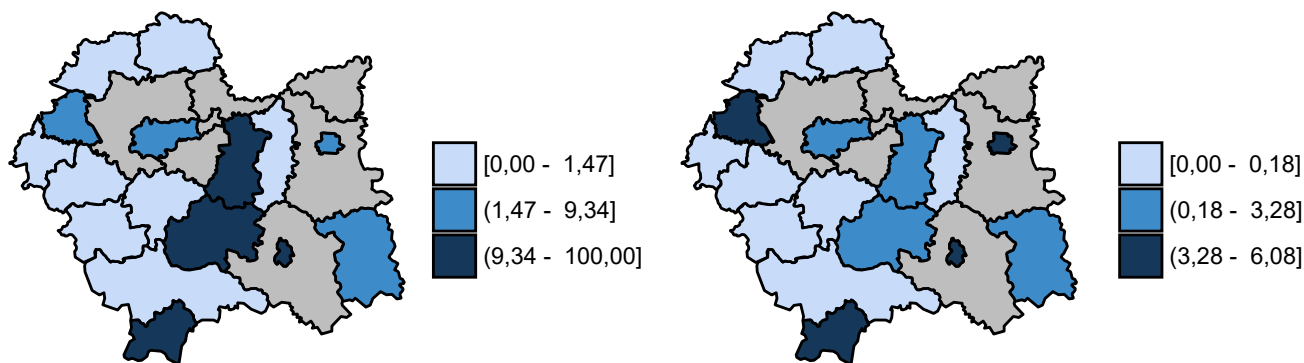 [0,00 - 1,47]
(1,47 - 9,34]
(9,34 - 100,00]
[0,00 - 0,18]
(0,18 - 3,28]
(3,28 - 6,08]